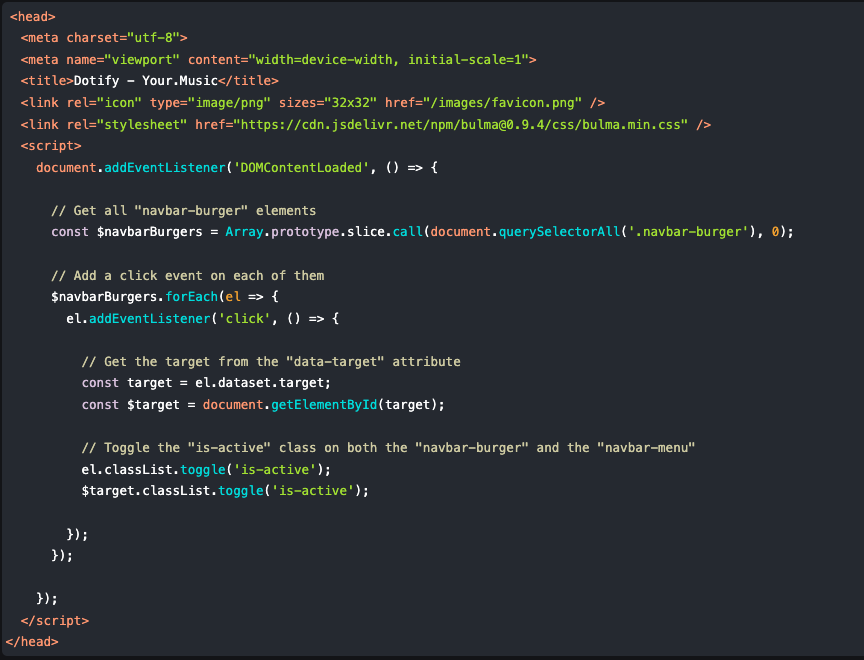 <head>
<meta charset="utf-8">
<meta name="viewport" content="width=device-width, initial-scale=1">
<title>Dotify - Your.Music</title>
<link rel="icon" type="image/png" sizes="32x32" href="/images/favicon.png" />
<link rel="stylesheet" href="https://cdn.jsdelivr.net/npm/bulma@0.9.4/css/bulma.min.css" />
<script>
document.addEventListener('DOMContentLoaded', () => {
// Get all "navbar-burger" elements
const $navbarBurgers = Array.prototype.slice.call(document.querySelectorAll('.navbar-burger'), 0);
// Add a click event on each of them
$navbarBurgers.forEach(el => {
el.addEventListener('click', () => {
// Get the target from the "data-target" attribute
const target = el.dataset.target;
const $target = document.getElementById(target);
// Toggle the "is-active" class on both the "navbar-burger" and the "navbar-menu"
el.classList.toggle('is-active');
$target.classList.toggle('is-active');
});
});
});
</script>
</head>